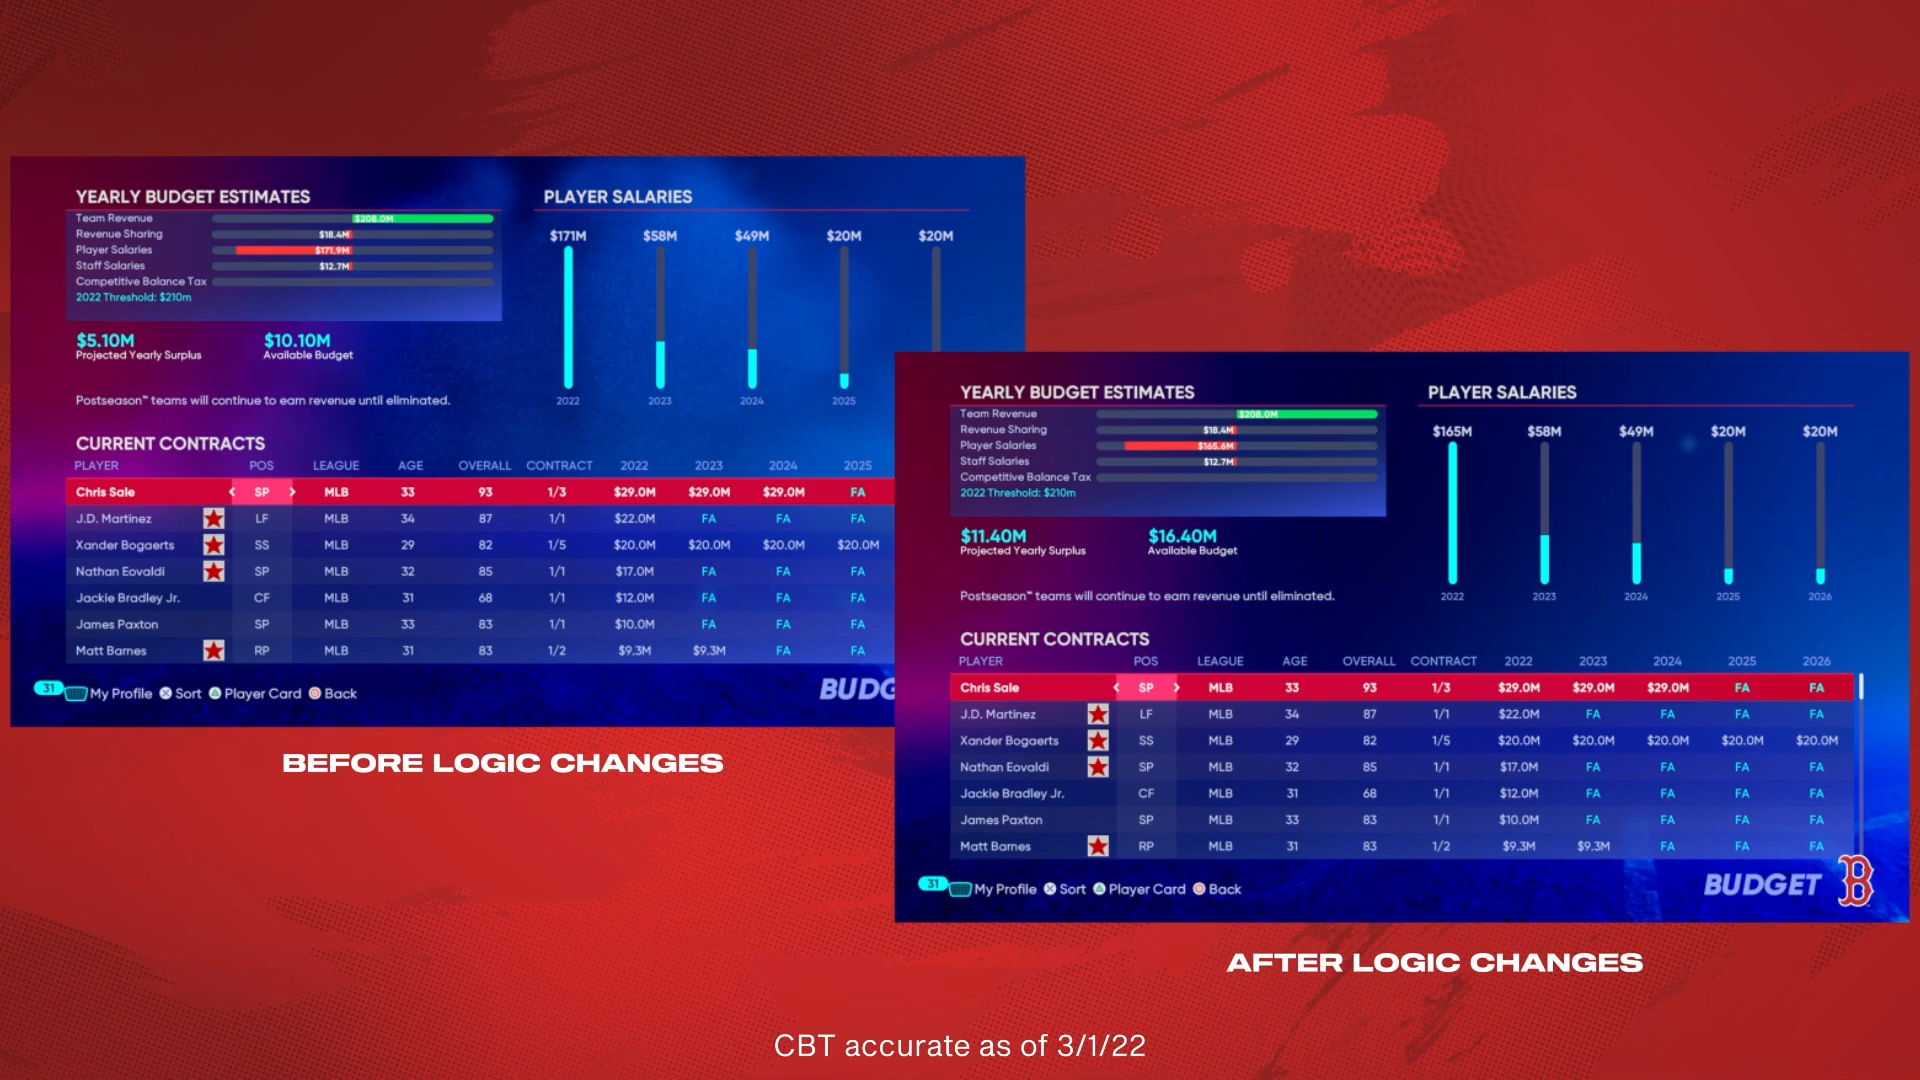 YEARLY BUDGET ESTIMATES
Team Revenue $208.0M
Revenue Sharing $18.4M
Player Salaries $171.9M
Staff Salaries $12.7M
Competitive Balance Tax
2022 Threshold: $210m
$5.10M $10.10M
Projected Yearly Surplus Available Budget
Postseason™ teams will continue to earn revenue until eliminated.
PLAYER SALARIES
$171M $58M $49M $20M $20M
2022 2023 2024 2025
CURRENT CONTRACTS
PLAYER POS LEAGUE AGE OVERALL CONTRACT 2022 2023 2024 2025
Chris Sale < SP > MLB 33 93 1/3 $29.0M $29.0M $29.0M FA
J.D. Martinez LF MLB 34 87 1/1 $22.0M FA FA FA
Xander Bogaerts SS MLB 29 82 1/5 $20.0M $20.0M $20.0M $20.0M
Nathan Eovaldi SP MLB 32 85 1/1 $17.0M FA FA FA
Jackie Bradley Jr. CF MLB 31 68 1/1 $12.0M FA FA FA
James Paxton SP MLB 33 83 1/1 $10.0M FA FA FA
Matt Barnes RP MLB 31 83 1/2 $9.3M $9.3M FA FA
31 My Profile Sort Player Card Back BUDG
BEFORE LOGIC CHANGES
YEARLY BUDGET ESTIMATES
Team Revenue $208.0M
Revenue Sharing $18.4M
Player Salaries $165.6M
Staff Salaries $12.7M
Competitive Balance Tax
2022 Threshold: $210m
$11.40M $16.40M
Projected Yearly Surplus Available Budget
Postseason™ teams will continue to earn revenue until eliminated.
PLAYER SALARIES
$165M $58M $49M $20M $20M
2022 2023 2024 2025 2026
CURRENT CONTRACTS
PLAYER POS LEAGUE AGE OVERALL CONTRACT 2022 2023 2024 2025 2026
Chris Sale < SP > MLB 33 93 1/3 $29.0M $29.0M $29.0M FA FA
J.D. Martinez LF MLB 34 87 1/1 $22.0M FA FA FA FA
Xander Bogaerts SS MLB 29 82 1/5 $20.0M $20.0M $20.0M $20.0M $20.0M
Nathan Eovaldi SP MLB 32 85 1/1 $17.0M FA FA FA FA
Jackie Bradley Jr. CF MLB 31 68 1/1 $12.0M FA FA FA FA
James Paxton SP MLB 33 83 1/1 $10.0M FA FA FA FA
Matt Barnes RP MLB 31 83 1/2 $9.3M $9.3M FA FA FA
31 My Profile Sort Player Card Back BUDGET B
AFTER LOGIC CHANGES
CBT accurate as of 3/1/22